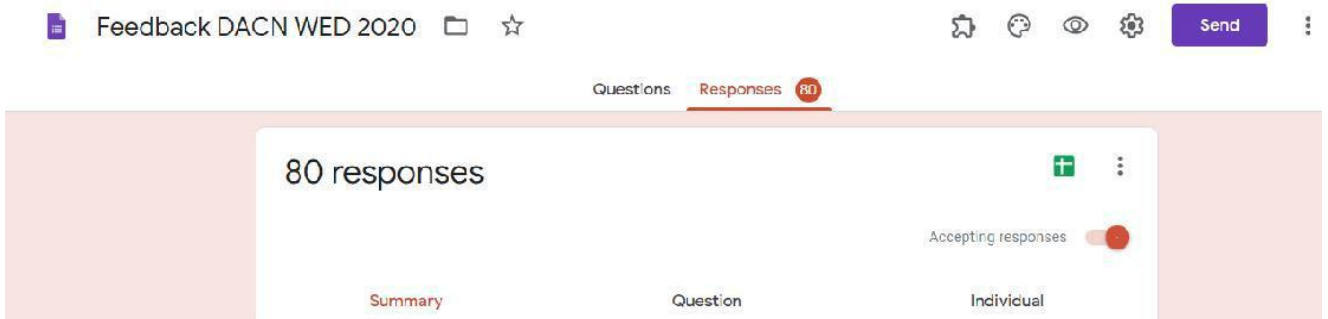 Feedback DACN WED 2020
Send
Questions Responses 80
80 responses
Accepting responses
Summary Question Individual